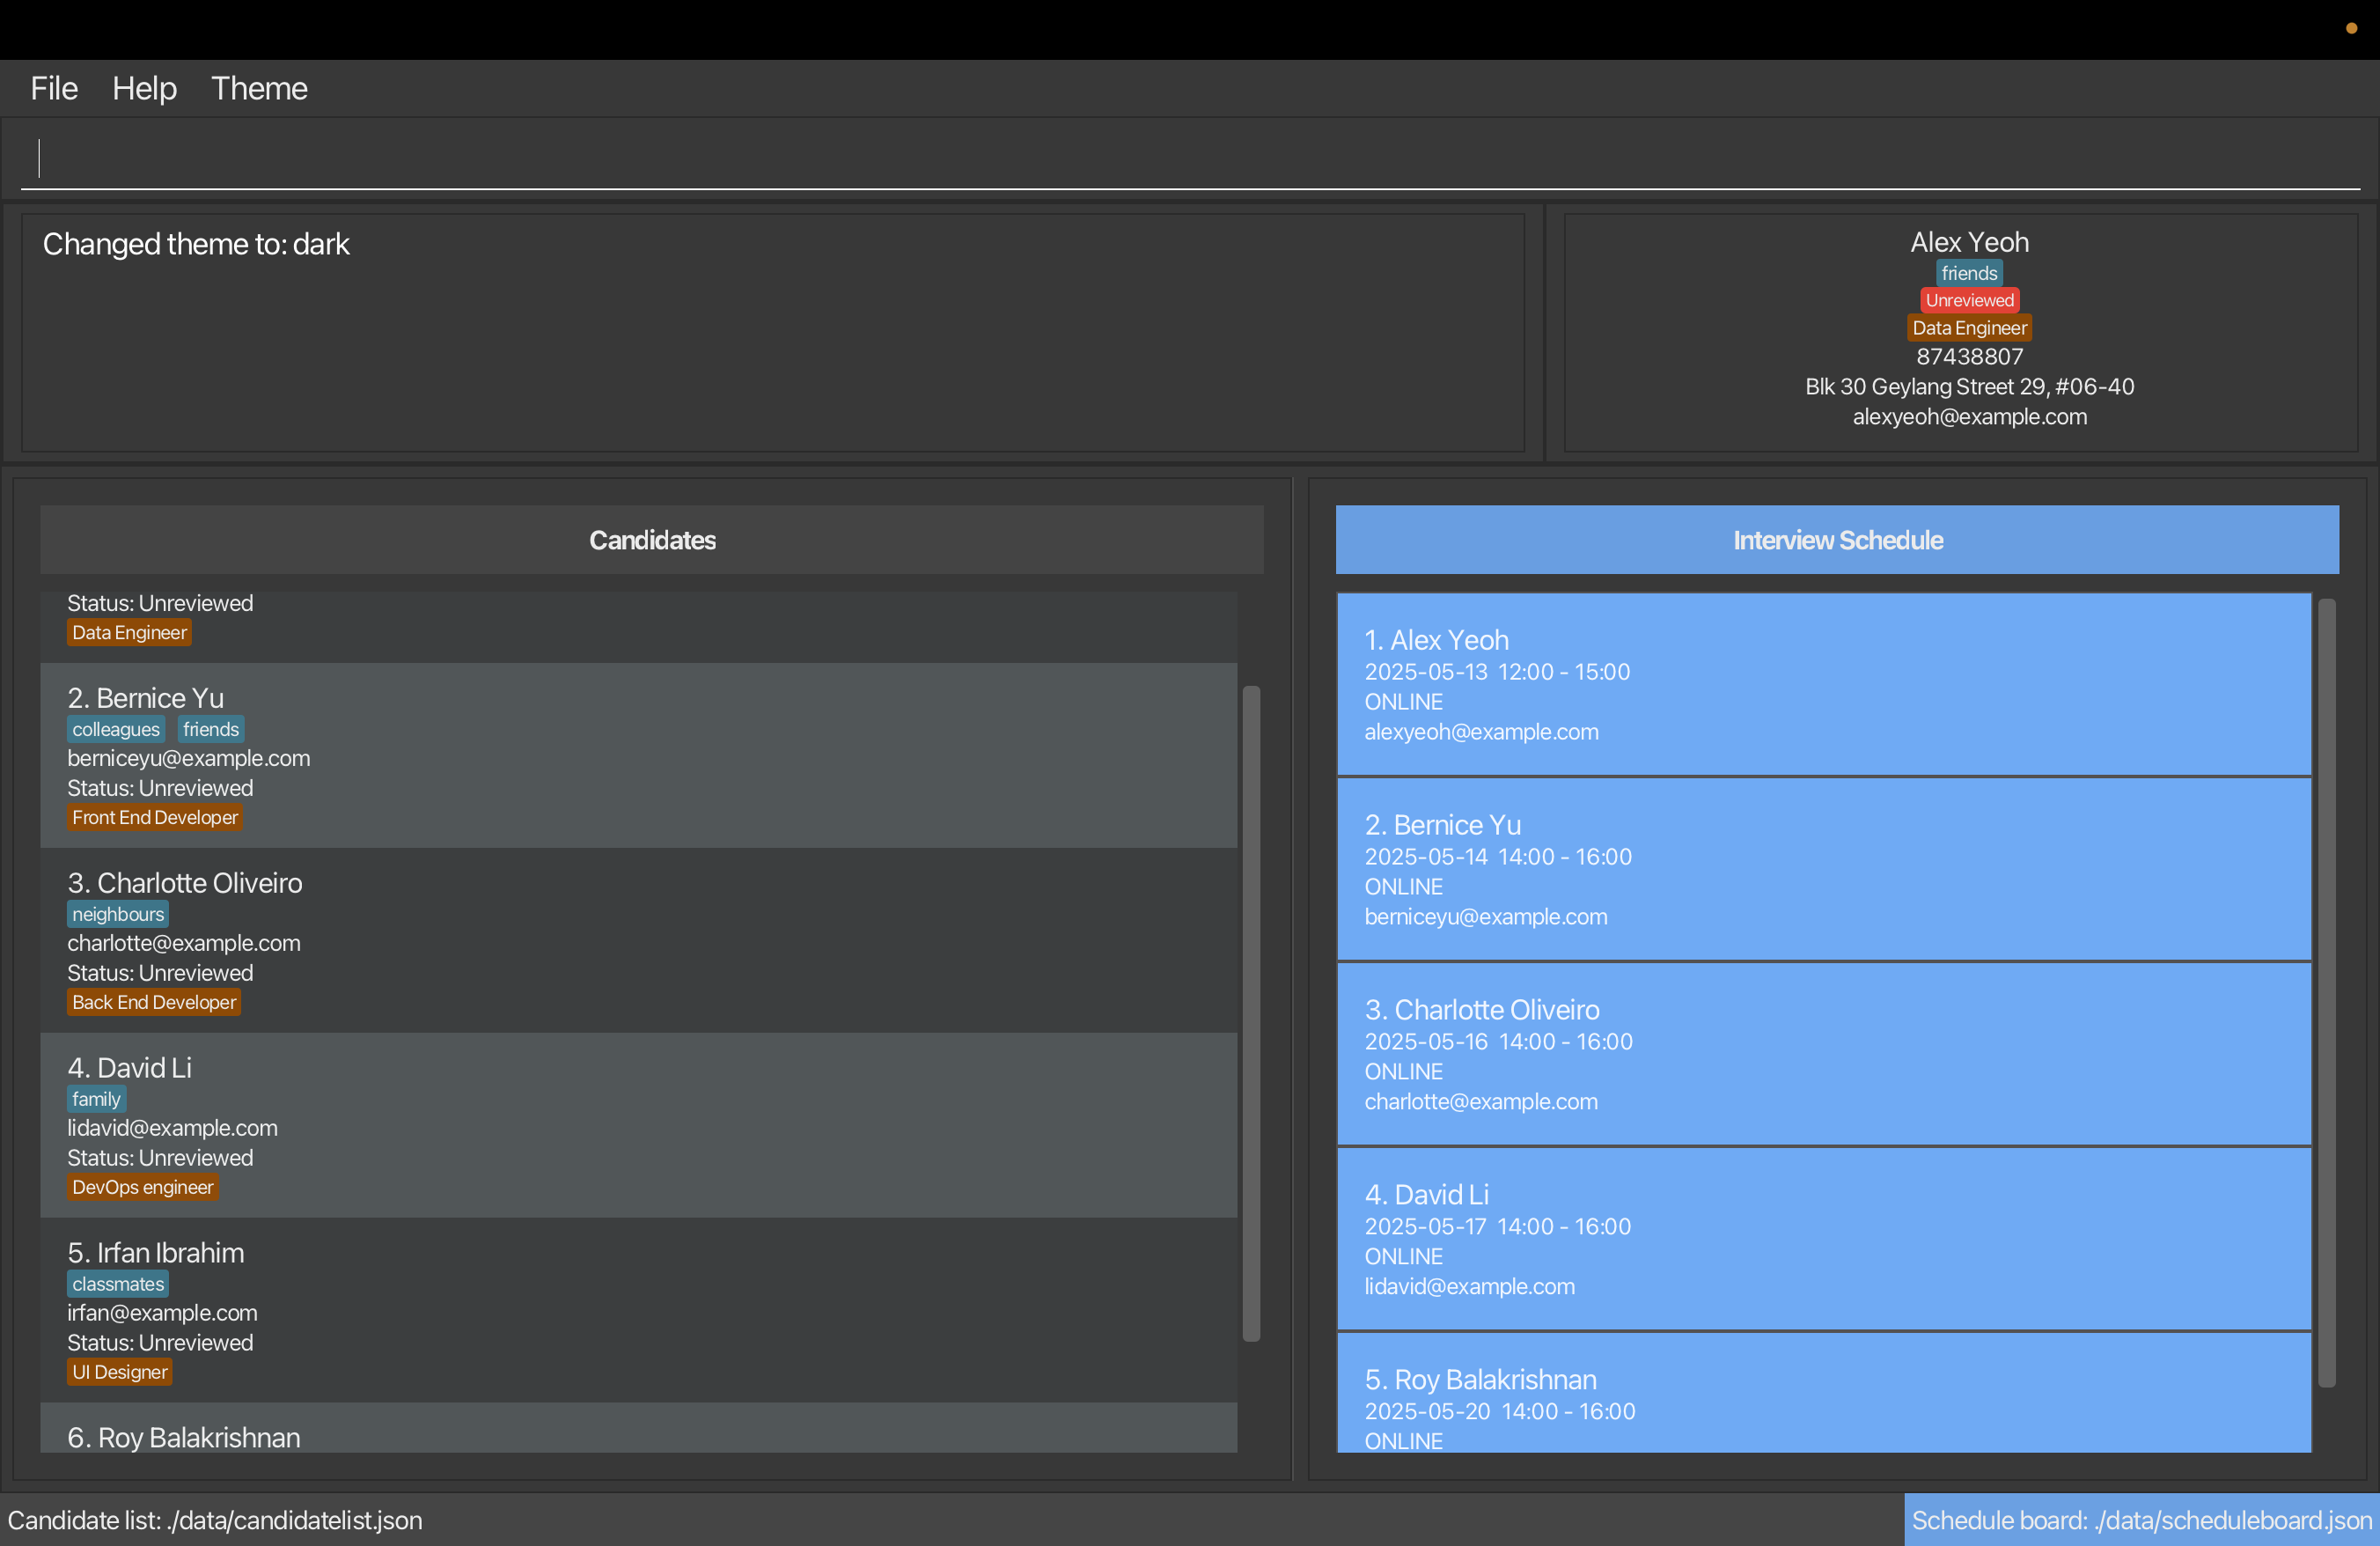 File Help Theme
Changed theme to: dark
Alex Yeoh
friends
Unreviewed
Data Engineer
87438807
Blk 30 Geylang Street 29, #06-40
alexyeoh@example.com
Candidates
Status: Unreviewed
Data Engineer
2. Bernice Yu
colleagues friends
berniceyu@example.com
Status: Unreviewed
Front End Developer
3. Charlotte Oliveiro
neighbours
charlotte@example.com
Status: Unreviewed
Back End Developer
4. David Li
family
lidavid@example.com
Status: Unreviewed
DevOps engineer
5. Irfan Ibrahim
classmates
irfan@example.com
Status: Unreviewed
UI Designer
6. Roy Balakrishnan
Interview Schedule
1. Alex Yeoh
2025-05-13 12:00 - 15:00
ONLINE
alexyeoh@example.com
2. Bernice Yu
2025-05-14 14:00 - 16:00
ONLINE
berniceyu@example.com
3. Charlotte Oliveiro
2025-05-16 14:00 - 16:00
ONLINE
charlotte@example.com
4. David Li
2025-05-17 14:00 - 16:00
ONLINE
lidavid@example.com
5. Roy Balakrishnan
2025-05-20 14:00 - 16:00
ONLINE
Candidate list: ./data/candidatelist.json
Schedule board: ./data/scheduleboard.json